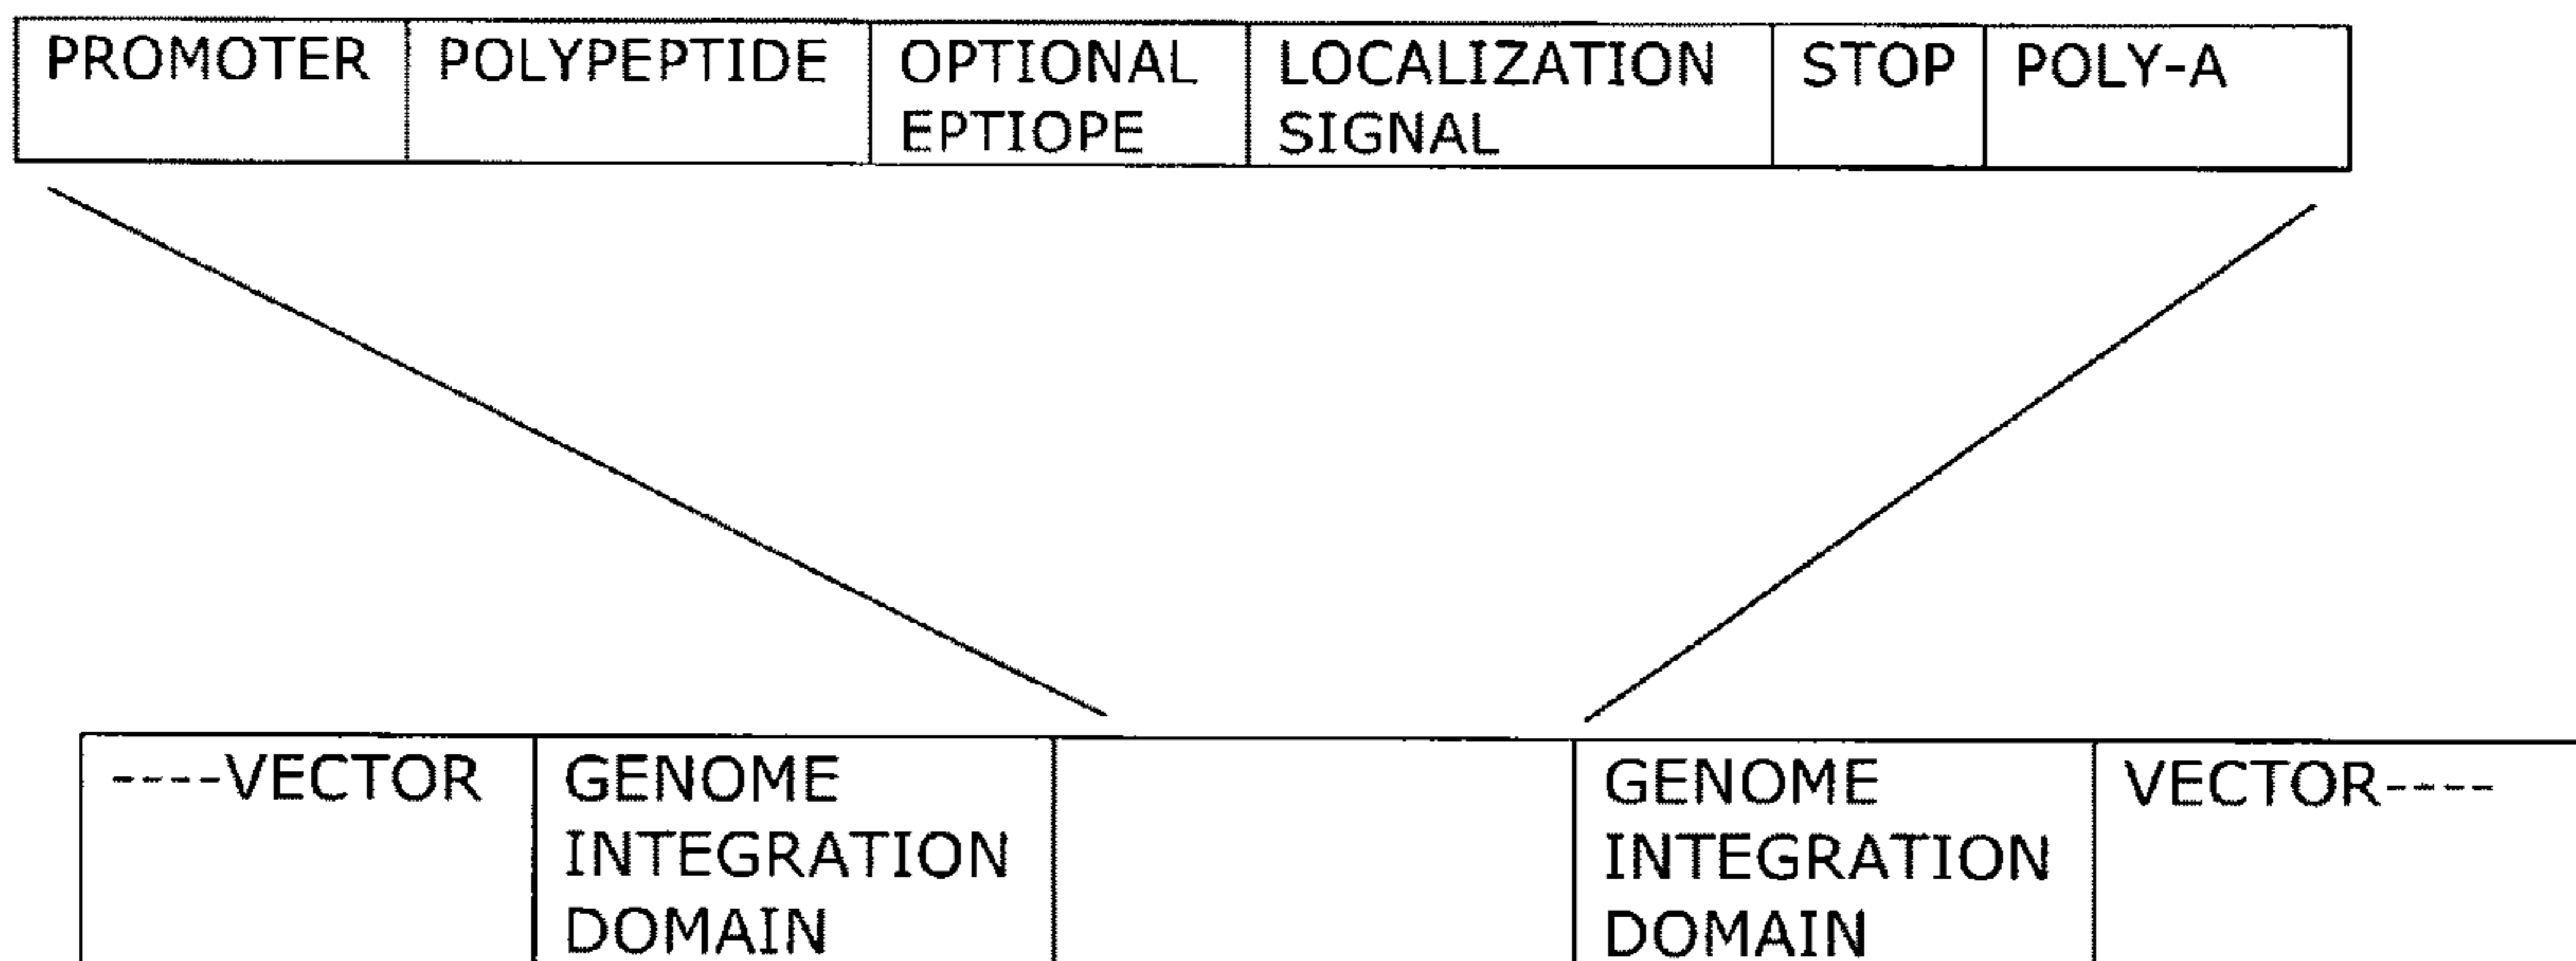 PROMOTER POLYPEPTIDE OPTIONAL LOCALIZATION STOP POLY-A
EPTIOPE SIGNAL
----VECTOR GENOME GENOME VECTOR----
INTEGRATION INTEGRATION
DOMAIN DOMAIN